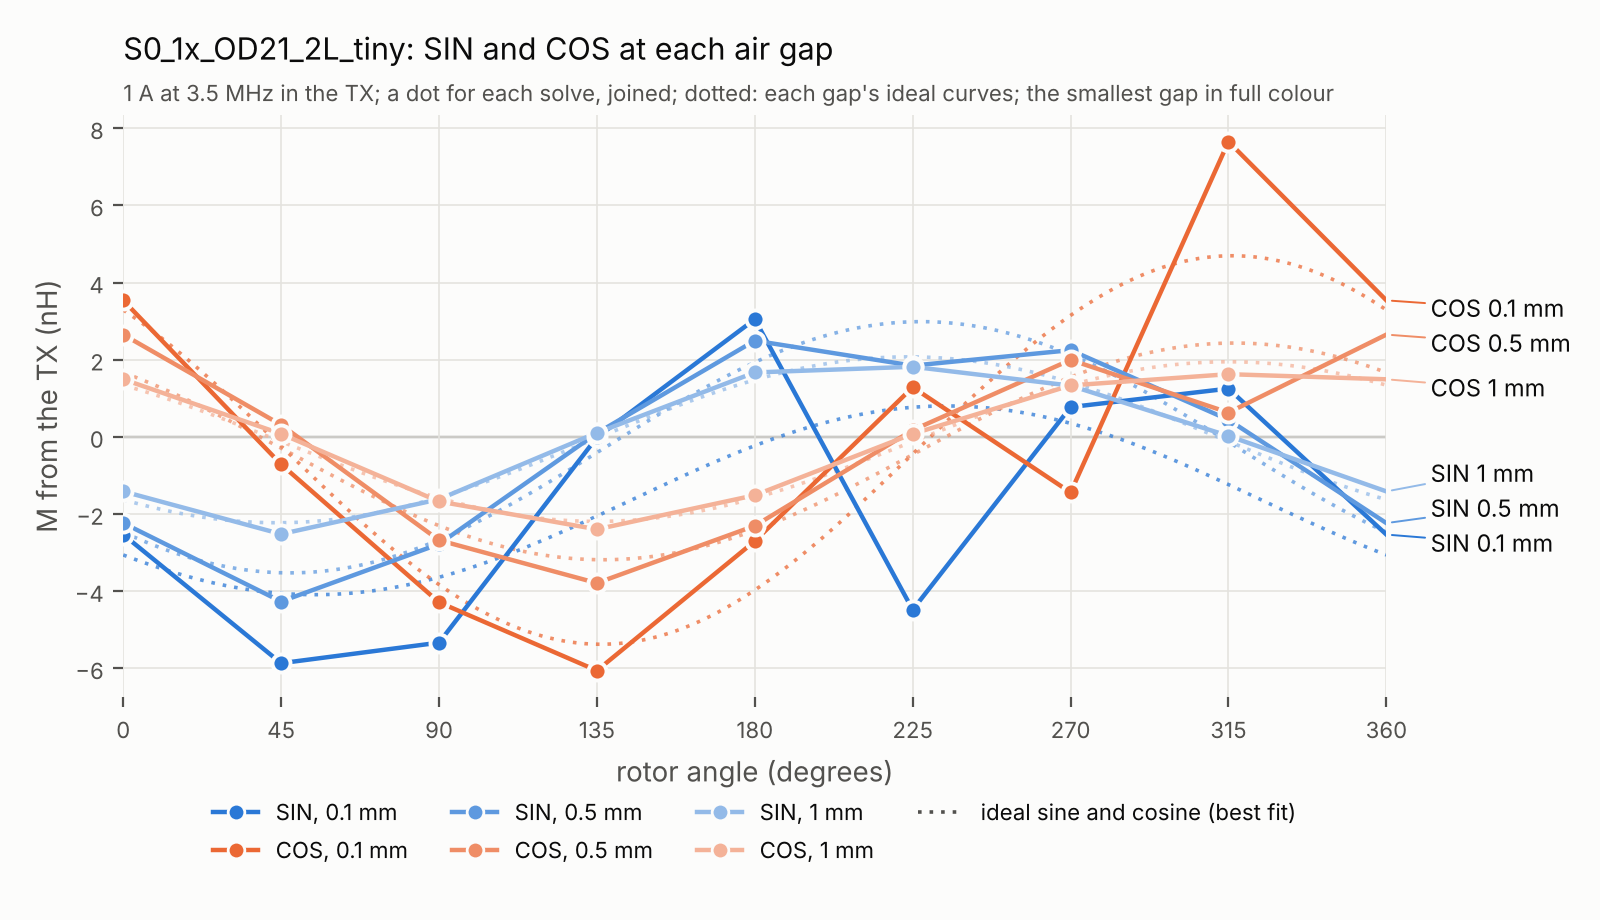 S0_1x_OD21_2L_tiny: SIN and COS at each air gap
1 A at 3.5 MHz in the TX; a dot for each solve, joined; dotted: each gap's ideal curves; the smallest gap in full colour
M from the TX (nH)
8
6
4
2
0
−2
−4
−6
COS 0.1 mm
COS 0.5 mm
COS 1 mm
SIN 1 mm
SIN 0.5 mm
SIN 0.1 mm
0 45 90 135 180 225 270 315 360
rotor angle (degrees)
SIN, 0.1 mm SIN, 0.5 mm SIN, 1 mm ideal sine and cosine (best fit)
COS, 0.1 mm COS, 0.5 mm COS, 1 mm